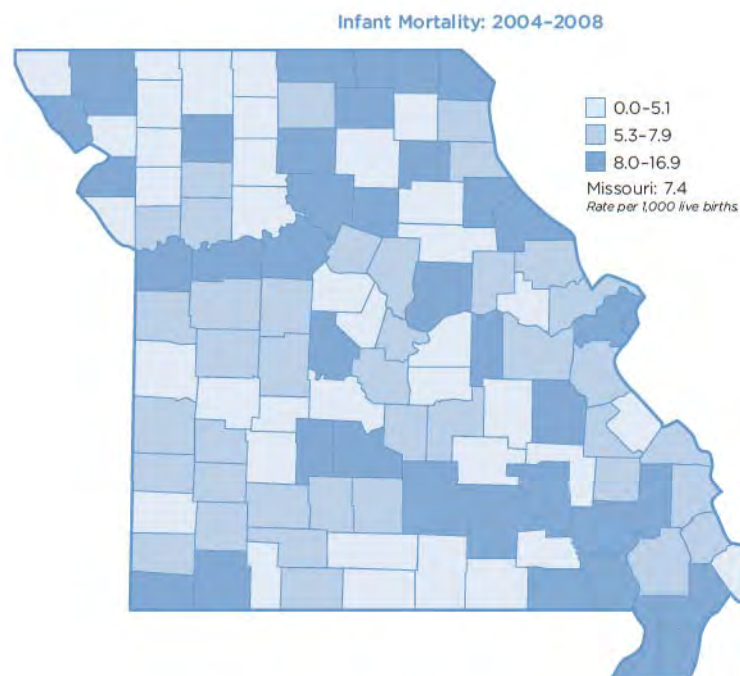 Infant Mortality: 2004–2008
0.0–5.1
5.3–7.9
8.0–16.9
Missouri: 7.4
Rate per 1,000 live births.